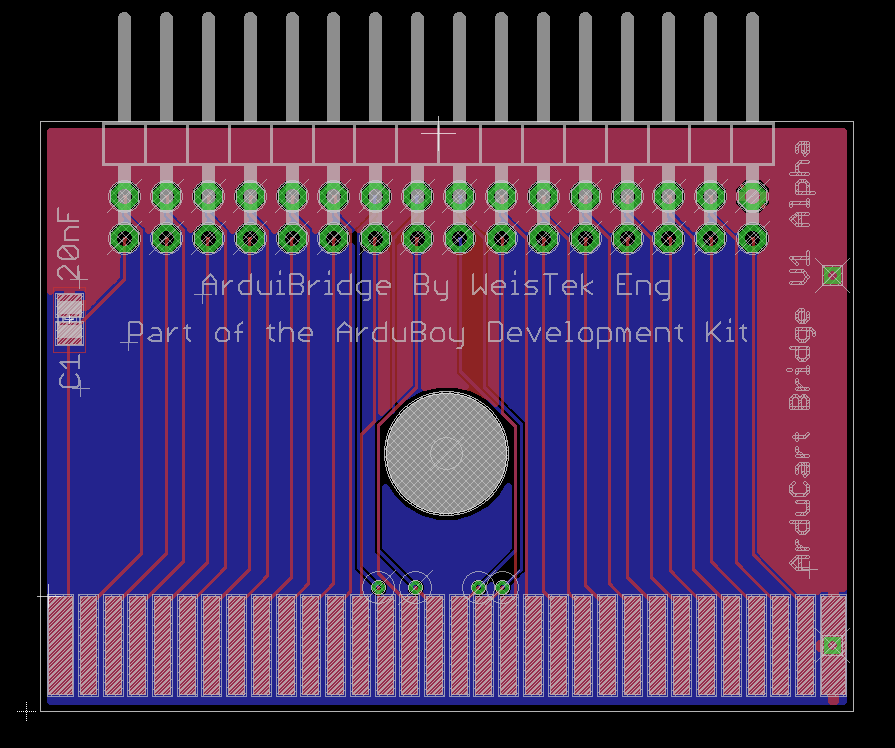 ArduiBridge By WeisTek Eng
Part of the ArduBoy Development Kit
20nF
C1
ArduCart Bridge V1 Alpha